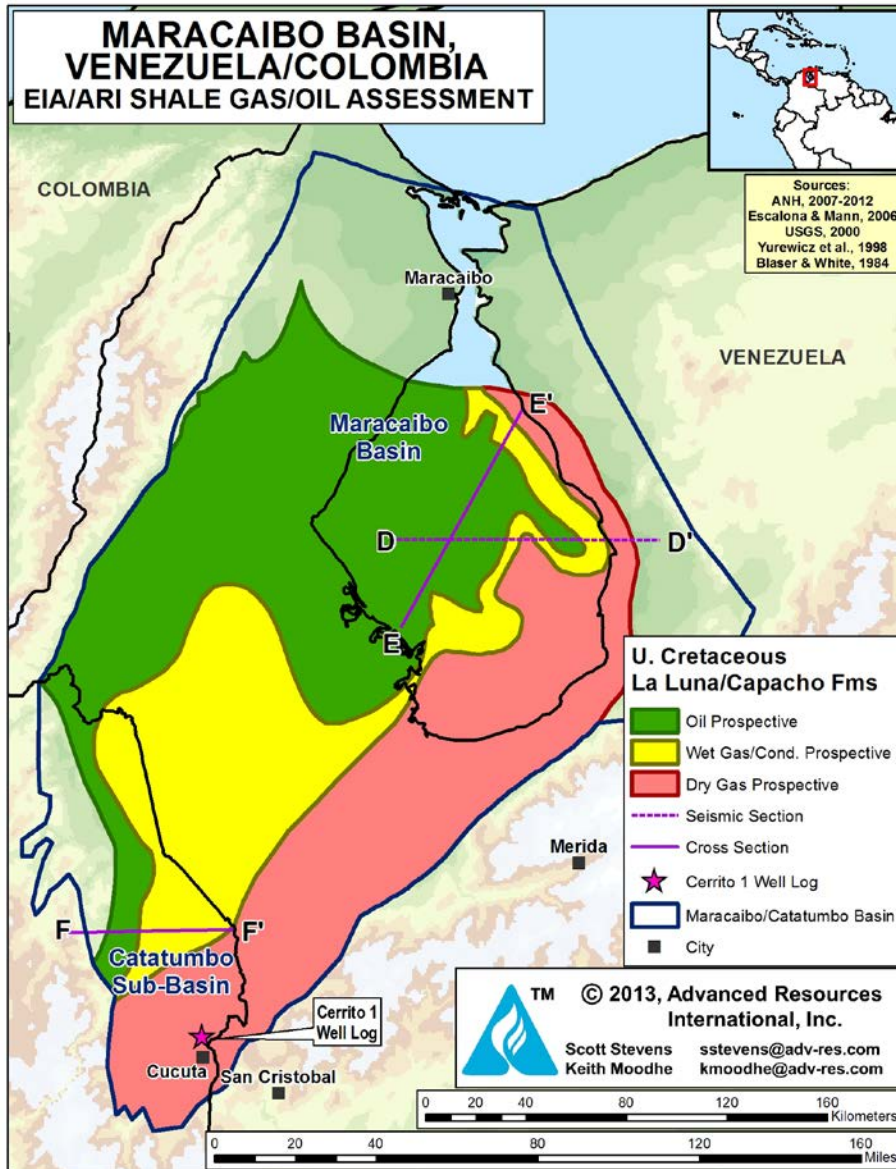 MARACAIBO BASIN,
VENEZUELA/COLOMBIA
EIA/ARI SHALE GAS/OIL ASSESSMENT
Sources:
ANH, 2007-2012
Escalona & Mann, 2006
USGS, 2000
Yurewicz et al., 1998
Blaser & White, 1984
COLOMBIA
Maracaibo
VENEZUELA
Maracaibo
Basin
E'
D
D'
E
F
F'
Catatumbo
Sub-Basin
Merida
Cerrito 1
Well Log
Cucuta
San Cristobal
U. Cretaceous
La Luna/Capacho Fms
Oil Prospective
Wet Gas/Cond. Prospective
Dry Gas Prospective
Seismic Section
Cross Section
Cerrito 1 Well Log
Maracaibo/Catatumbo Basin
City
TM
© 2013, Advanced Resources
International, Inc.
Scott Stevens sstevens@adv-res.com
Keith Moodhe kmoodhe@adv-res.com
0 20 40 80 120 160
Kilometers
0 20 40 80 120 160
Miles